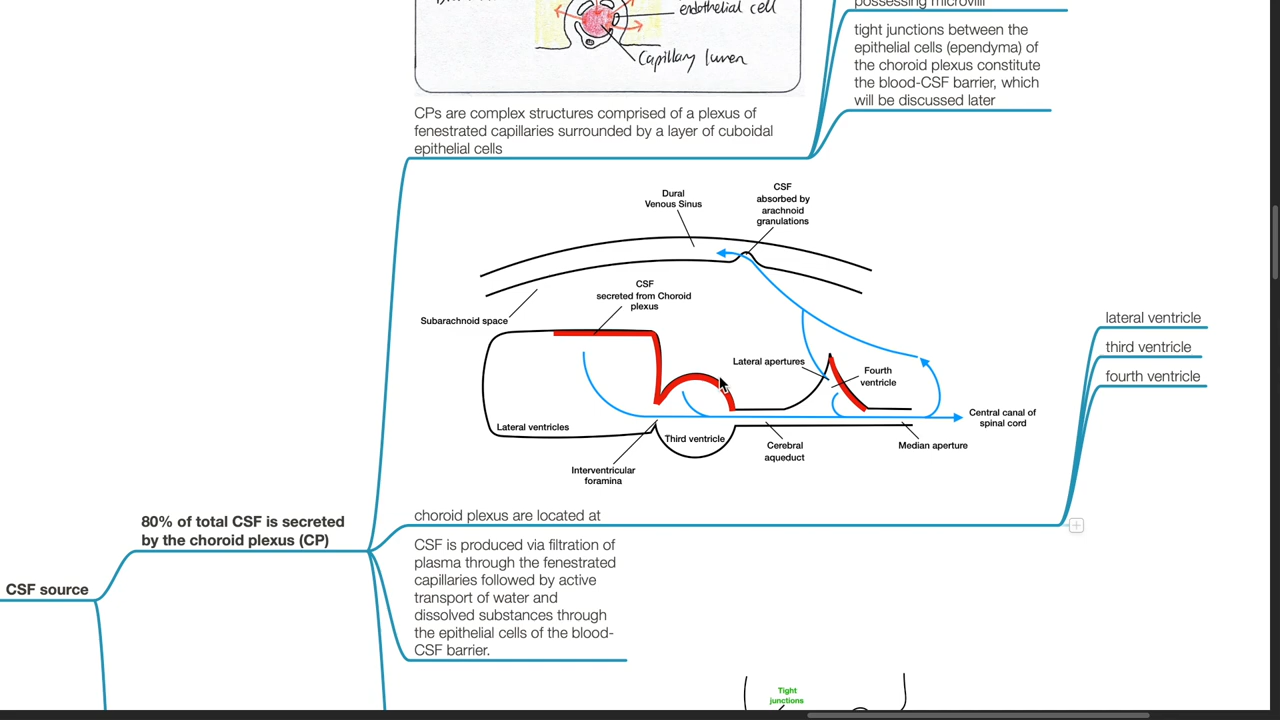 endothelial cell
Capillary lumen
possessing microvilli
tight junctions between the
epithelial cells (ependyma) of
the choroid plexus constitute
the blood-CSF barrier, which
will be discussed later
CPs are complex structures comprised of a plexus of
fenestrated capillaries surrounded by a layer of cuboidal
epithelial cells
Dural
Venous Sinus
CSF
absorbed by
arachnoid
granulations
CSF
secreted from Choroid
plexus
Subarachnoid space
Lateral apertures
Fourth
ventricle
Central canal of
spinal cord
Lateral ventricles
Third ventricle
Cerebral
aqueduct
Median aperture
Interventricular
foramina
lateral ventricle
third ventricle
fourth ventricle
choroid plexus are located at
80% of total CSF is secreted
by the choroid plexus (CP)
CSF is produced via filtration of
plasma through the fenestrated
capillaries followed by active
transport of water and
dissolved substances through
the epithelial cells of the blood-
CSF barrier.
CSF source
Tight
junctions